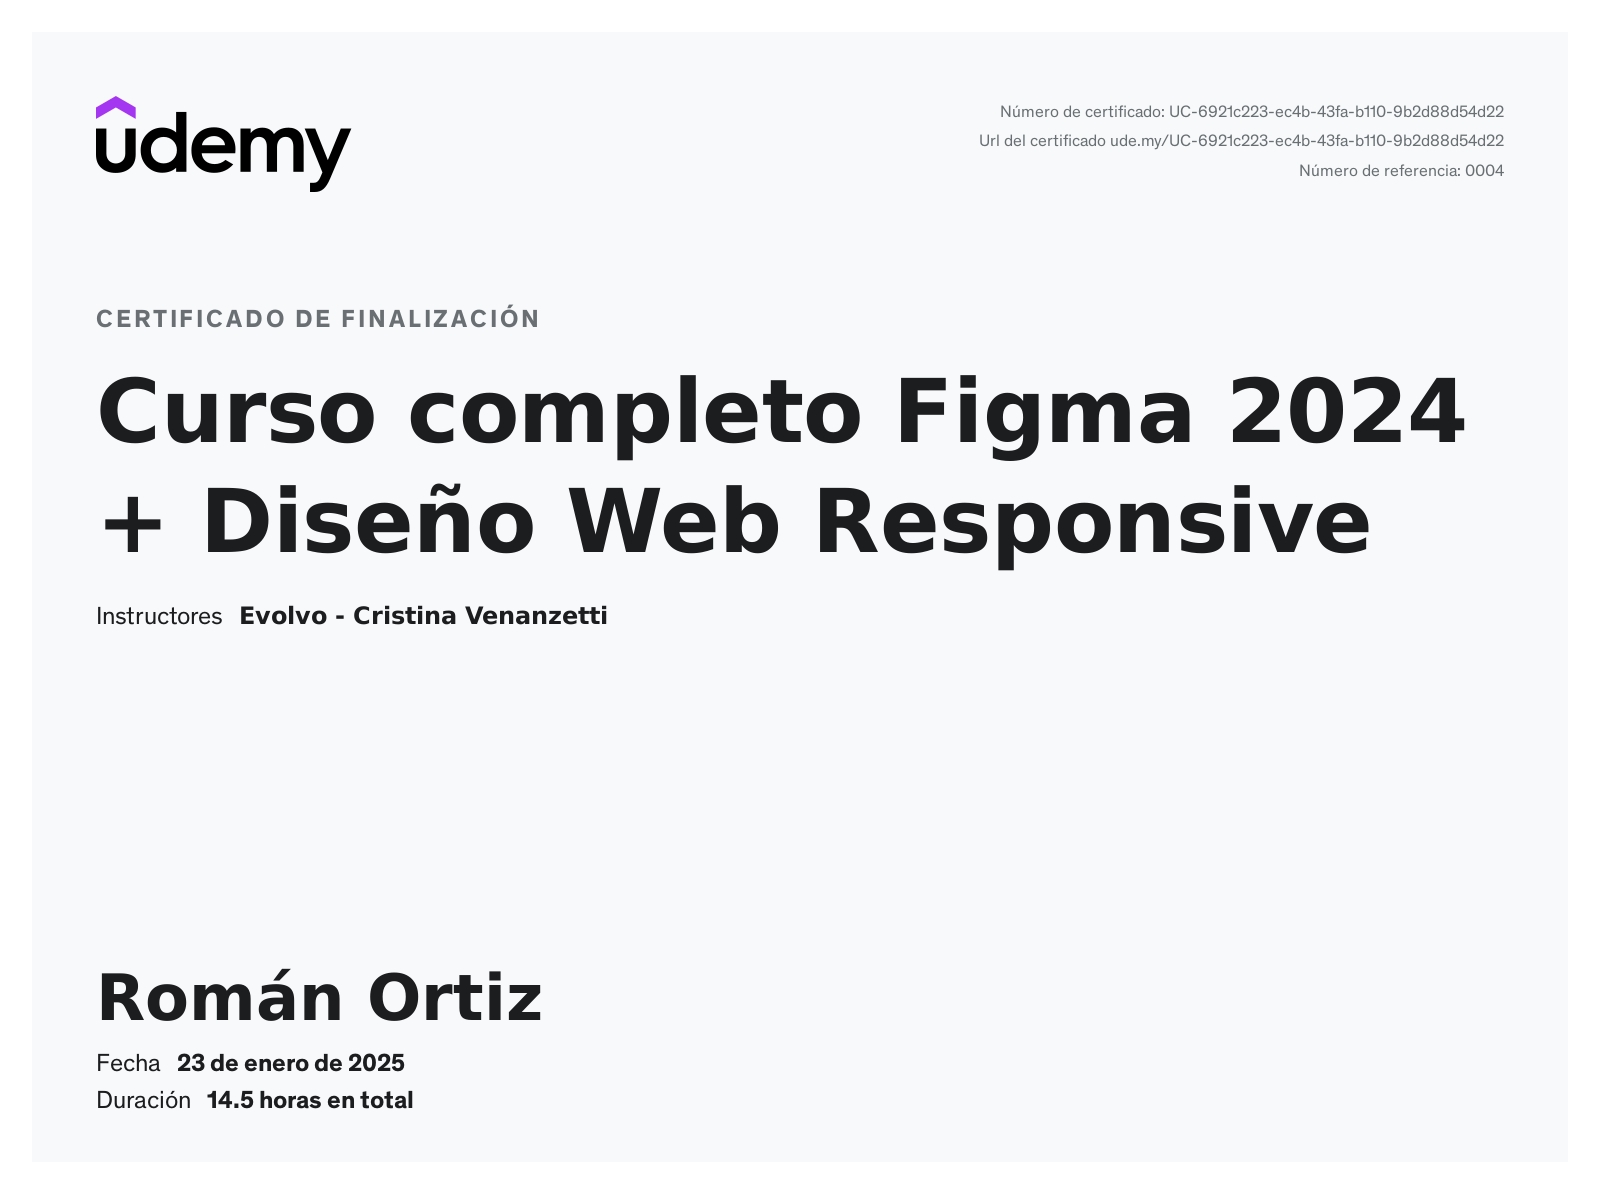 udemy
Número de certificado: UC-6921c223-ec4b-43fa-b110-9b2d88d54d22
Url del certificado ude.my/UC-6921c223-ec4b-43fa-b110-9b2d88d54d22
Número de referencia: 0004
CERTIFICADO DE FINALIZACIÓN
Curso completo Figma 2024
+ Diseño Web Responsive
Instructores Evolvo - Cristina Venanzetti
Román Ortiz
Fecha 23 de enero de 2025
Duración 14.5 horas en total